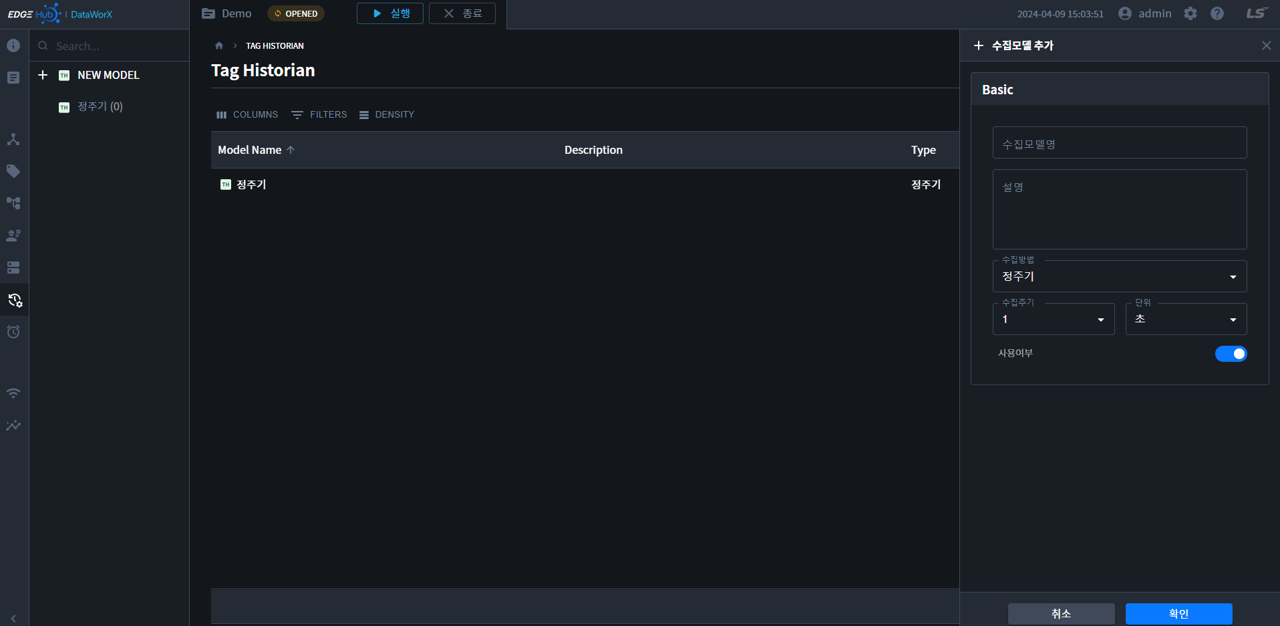 EDGE Hub | DataWorX
Demo
OPENED
실행
종료
2024-04-09 15:03:51
admin
LS
Search...
NEW MODEL
정주기 (0)
TAG HISTORIAN
Tag Historian
COLUMNS
FILTERS
DENSITY
Model Name
Description
Type
TH
정주기
정주기
수집모델 추가
Basic
수집모델명
설명
수집방법
정주기
수집주기
1
단위
초
사용여부
취소
확인